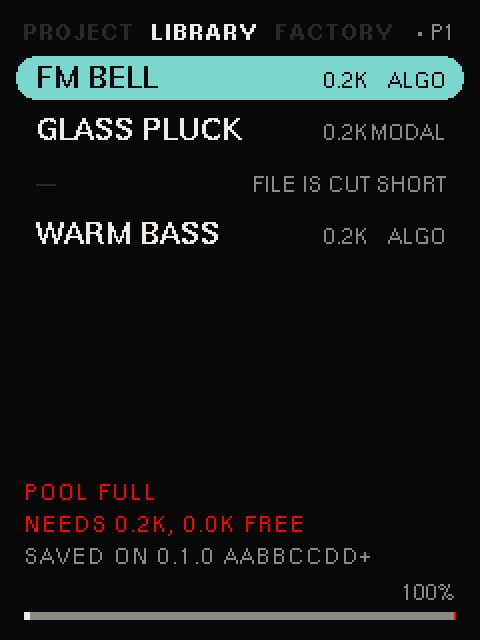 PROJECT LIBRARY FACTORY · P1
FM BELL 0.2K ALGO
GLASS PLUCK 0.2K MODAL
— FILE IS CUT SHORT
WARM BASS 0.2K ALGO
POOL FULL
NEEDS 0.2K, 0.0K FREE
SAVED ON 0.1.0 AABBCCDD+
100%